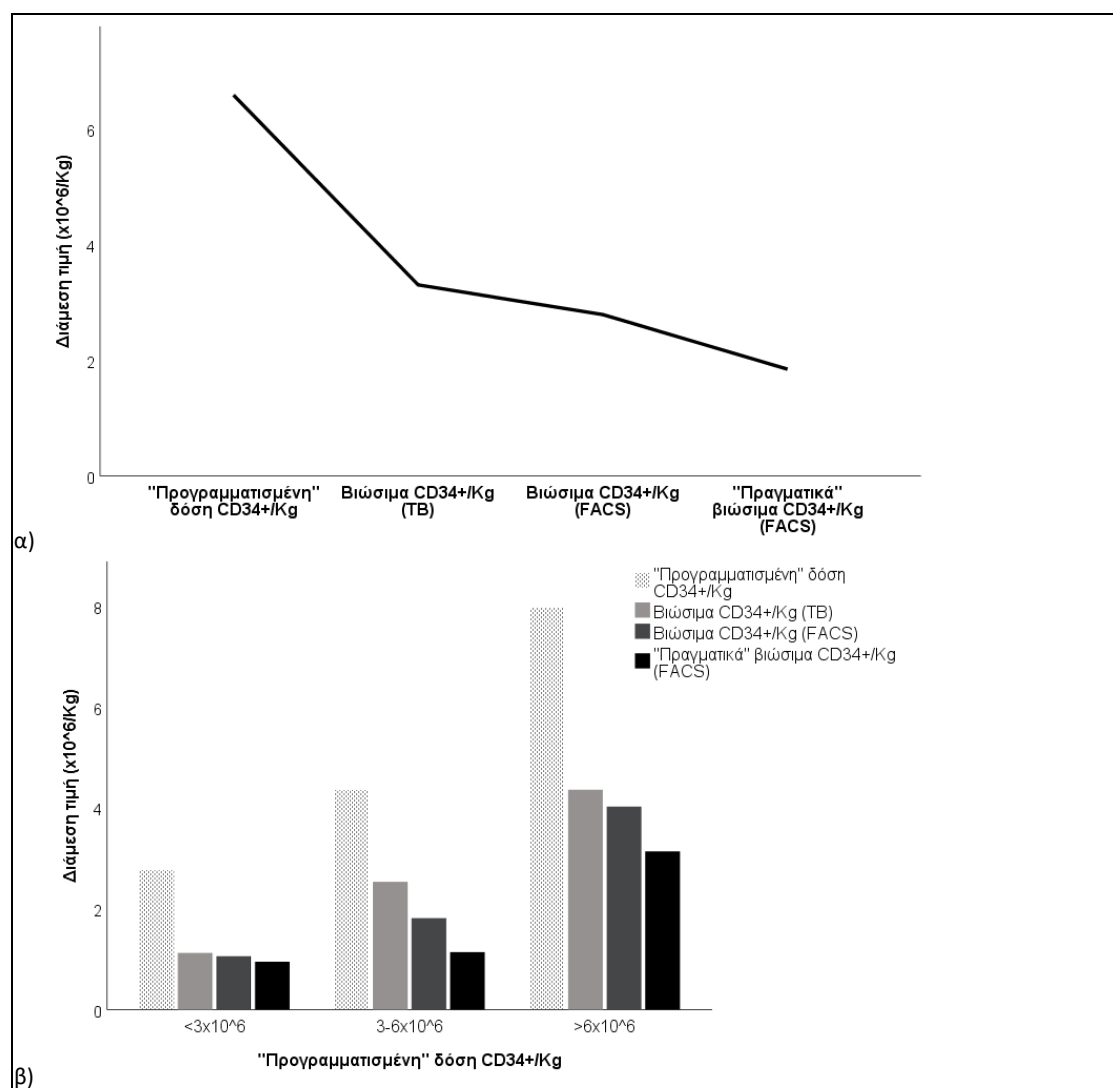 Διάμεση τιμή (x10^6/Kg)
6
4
2
0
"Προγραμματισμένη"
δόση CD34+/Kg
Βιώσιμα CD34+/Kg
(TB)
Βιώσιμα CD34+/Kg
(FACS)
"Πραγματικά"
βιώσιμα CD34+/Kg
(FACS)
α)
"Προγραμματισμένη" δόση
CD34+/Kg
Βιώσιμα CD34+/Kg (TB)
Βιώσιμα CD34+/Kg (FACS)
"Πραγματικά" βιώσιμα CD34+/Kg
(FACS)
Διάμεση τιμή (x10^6/Kg)
8
6
4
2
0
<3x10^6
3-6x10^6
>6x10^6
"Προγραμματισμένη" δόση CD34+/Kg
β)